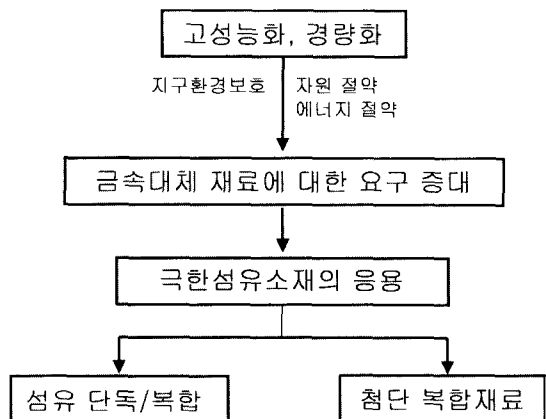 고성능화, 경량화
지구환경보호
자원 절약
에너지 절약
금속대체 재료에 대한 요구 증대
극한섬유소재의 응용
섬유 단독/복합
첨단 복합재료